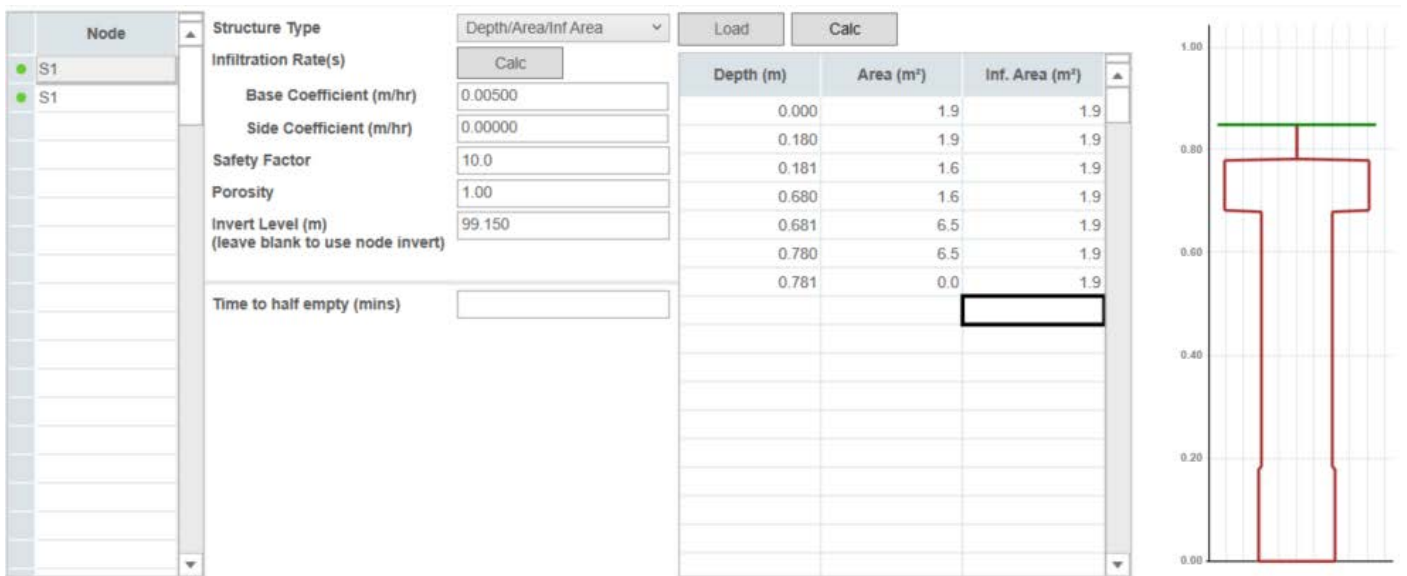 Node
S1
S1
Structure Type Depth/Area/Inf Area
Infiltration Rate(s) Calc
Base Coefficient (m/hr) 0.00500
Side Coefficient (m/hr) 0.00000
Safety Factor 10.0
Porosity 1.00
Invert Level (m) 99.150
(leave blank to use node invert)
Time to half empty (mins)
Load Calc
Depth (m) Area (m²) Inf. Area (m²)
0.000 1.9 1.9
0.180 1.9 1.9
0.181 1.6 1.9
0.680 1.6 1.9
0.681 6.5 1.9
0.780 6.5 1.9
0.781 0.0 1.9
1.00
0.80
0.60
0.40
0.20
0.00